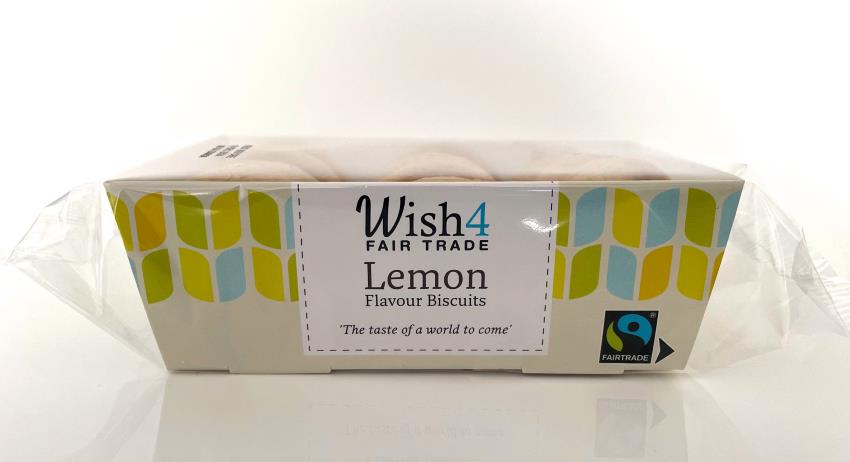 Wish4
FAIR TRADE
Lemon
Flavour Biscuits
'The taste of a world to come'
FAIRTRADE
®